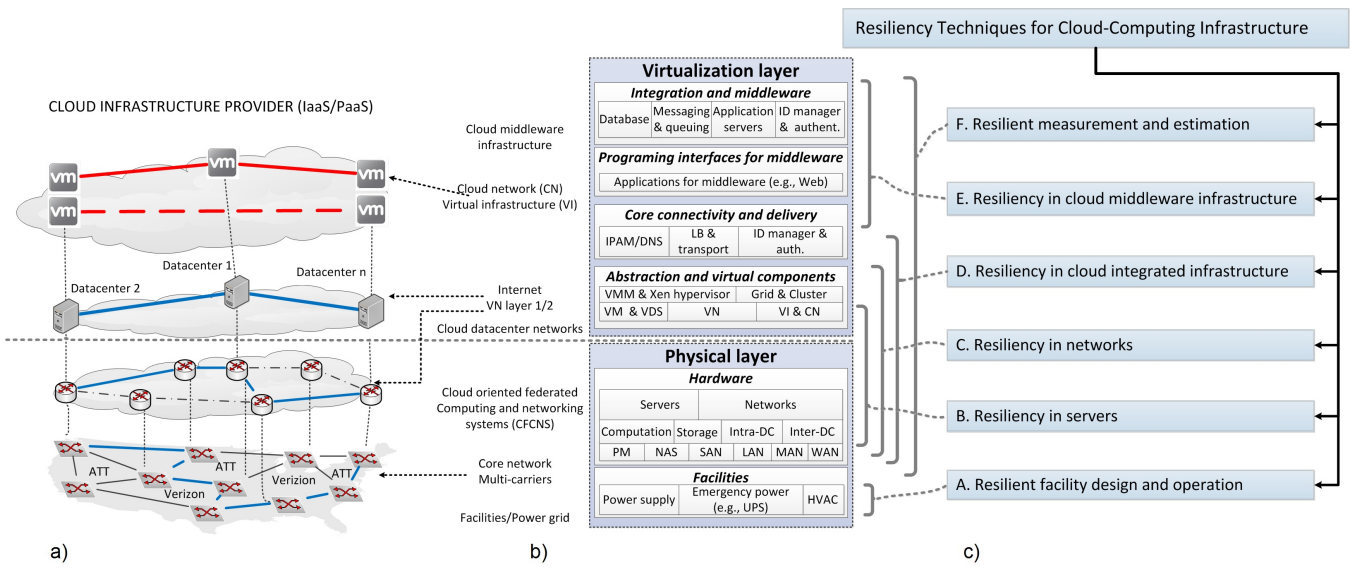 Resiliency Techniques for Cloud-Computing Infrastructure
CLOUD INFRASTRUCTURE PROVIDER (IaaS/PaaS)
vm
vm
vm
vm
vm
Datacenter 1
Datacenter 2
Datacenter n
ATT
ATT
ATT
Verizon
Verizion
Cloud middleware
infrastructure
Cloud network (CN)
Virtual infrastructure (VI)
Internet
VN layer 1/2
Cloud datacenter networks
Cloud oriented federated
Computing and networking
systems (CFCNS)
Core network
Multi-carriers
Facilities/Power grid
Virtualization layer
Integration and middleware
Database
Messaging
& queuing
Application
servers
ID manager
& authent.
Programing interfaces for middleware
Applications for middleware (e.g., Web)
Core connectivity and delivery
IPAM/DNS
LB &
transport
ID manager &
auth.
Abstraction and virtual components
VMM & Xen hypervisor
Grid & Cluster
VM & VDS
VN
VI & CN
Physical layer
Hardware
Servers
Networks
Computation
Storage
Intra-DC
Inter-DC
PM
NAS
SAN
LAN
MAN
WAN
Facilities
Power supply
Emergency power
(e.g., UPS)
HVAC
F. Resilient measurement and estimation
E. Resiliency in cloud middleware infrastructure
D. Resiliency in cloud integrated infrastructure
C. Resiliency in networks
B. Resiliency in servers
A. Resilient facility design and operation
a)
b)
c)